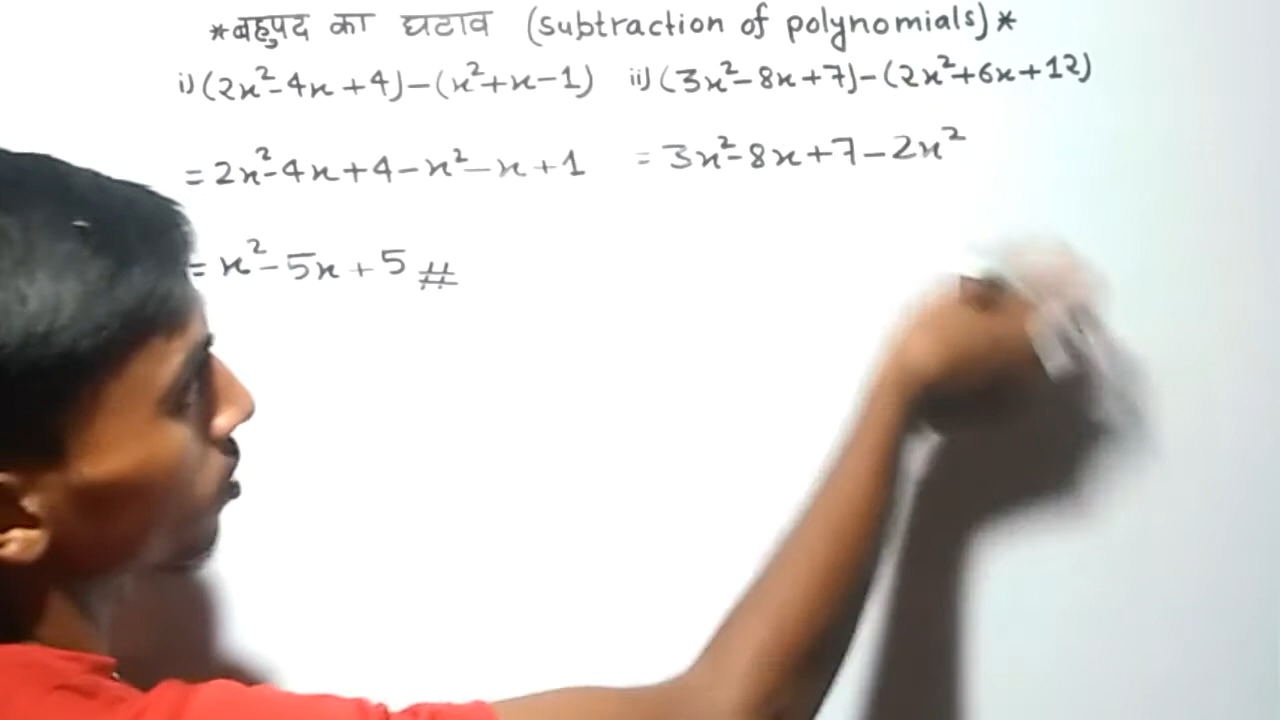 *बहुपद का घटाव (subtraction of polynomials)*
i) (2x²-4x+4)-(x²+x-1) ii) (3x²-8x+7)-(2x²+6x+12)
= 2x²-4x+4-x²-x+1 = 3x²-8x+7-2x²
= x²-5x+5 #